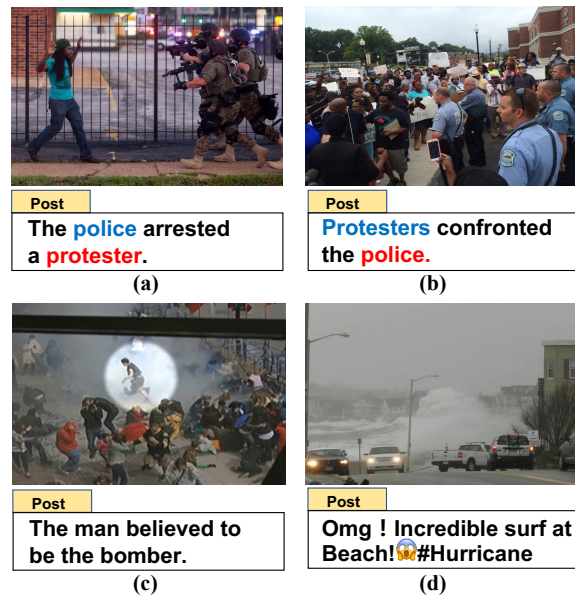 Post
The police arrested
a protester.
(a)
Post
Protesters confronted
the police.
(b)
Post
The man believed to
be the bomber.
(c)
Post
Omg ! Incredible surf at
Beach!😱#Hurricane
(d)